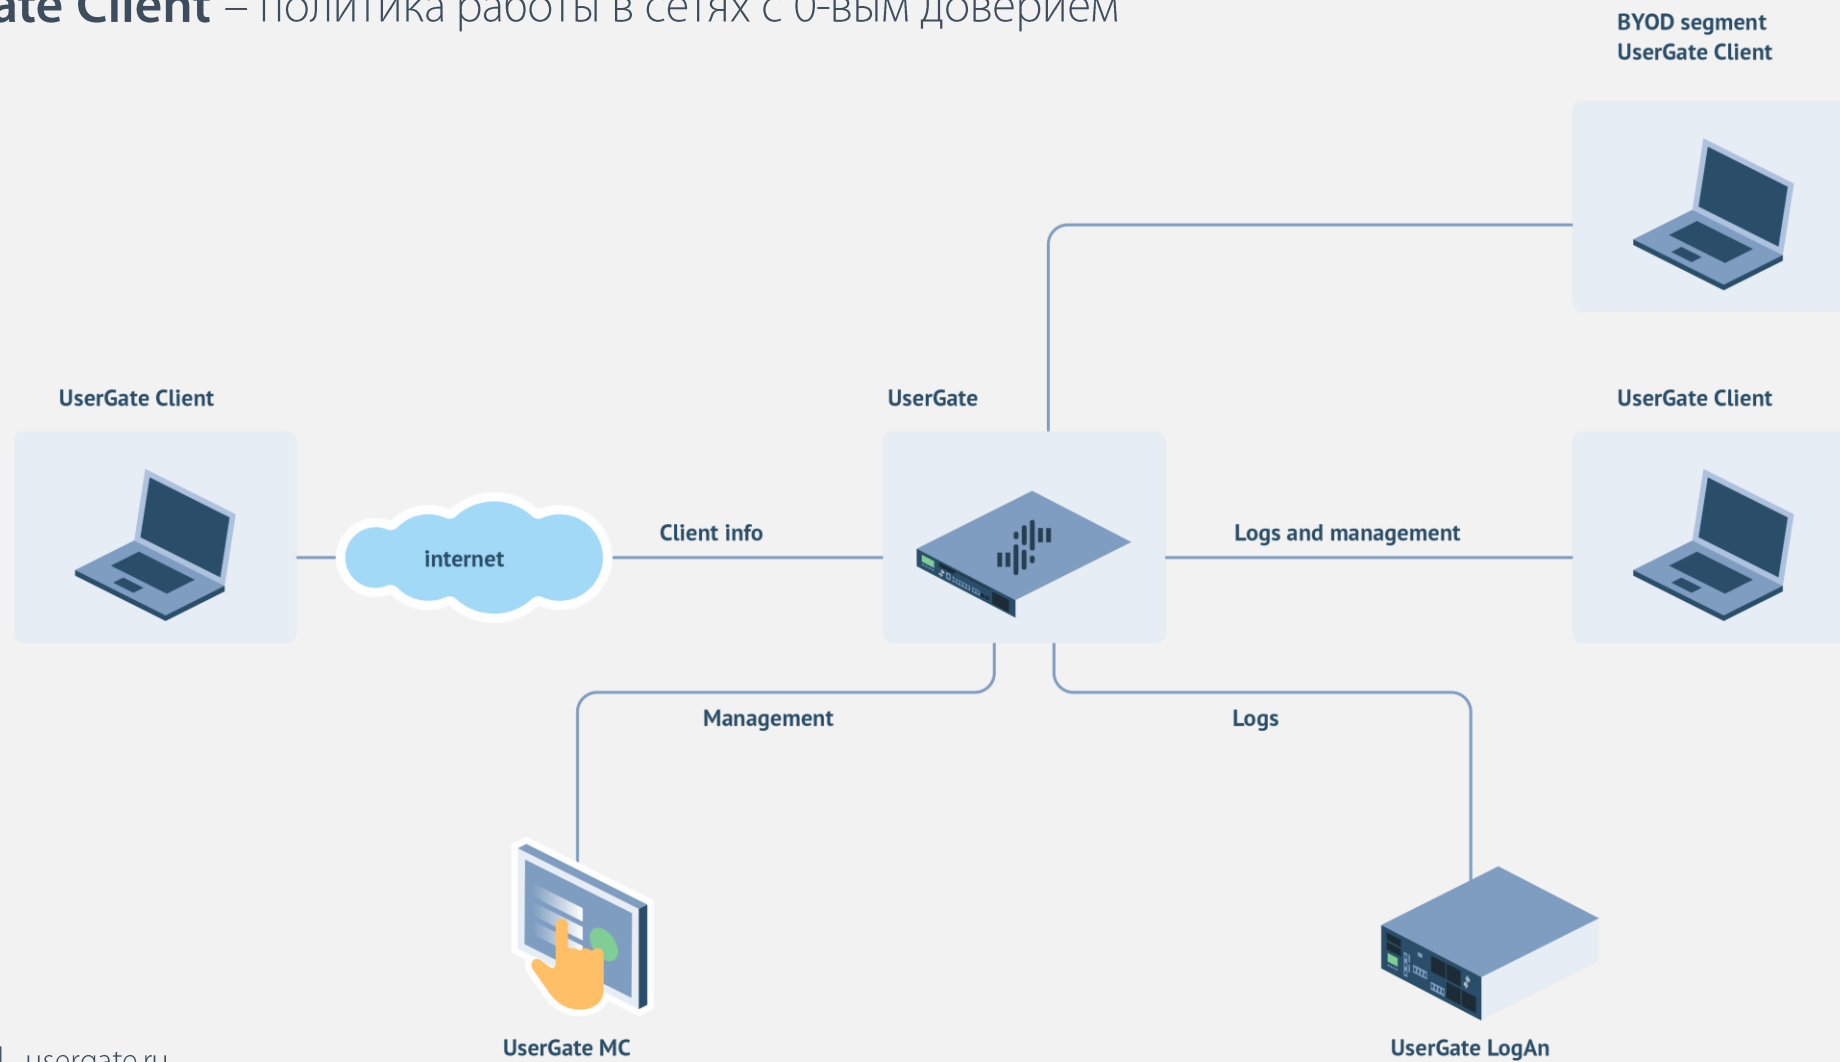 ate Client – политика работы в сетях с 0-вым доверием
BYOD segment
UserGate Client
UserGate Client
UserGate
UserGate Client
internet
Client info
Logs and management
Management
Logs
UserGate MC
UserGate LogAn
usergate.ru